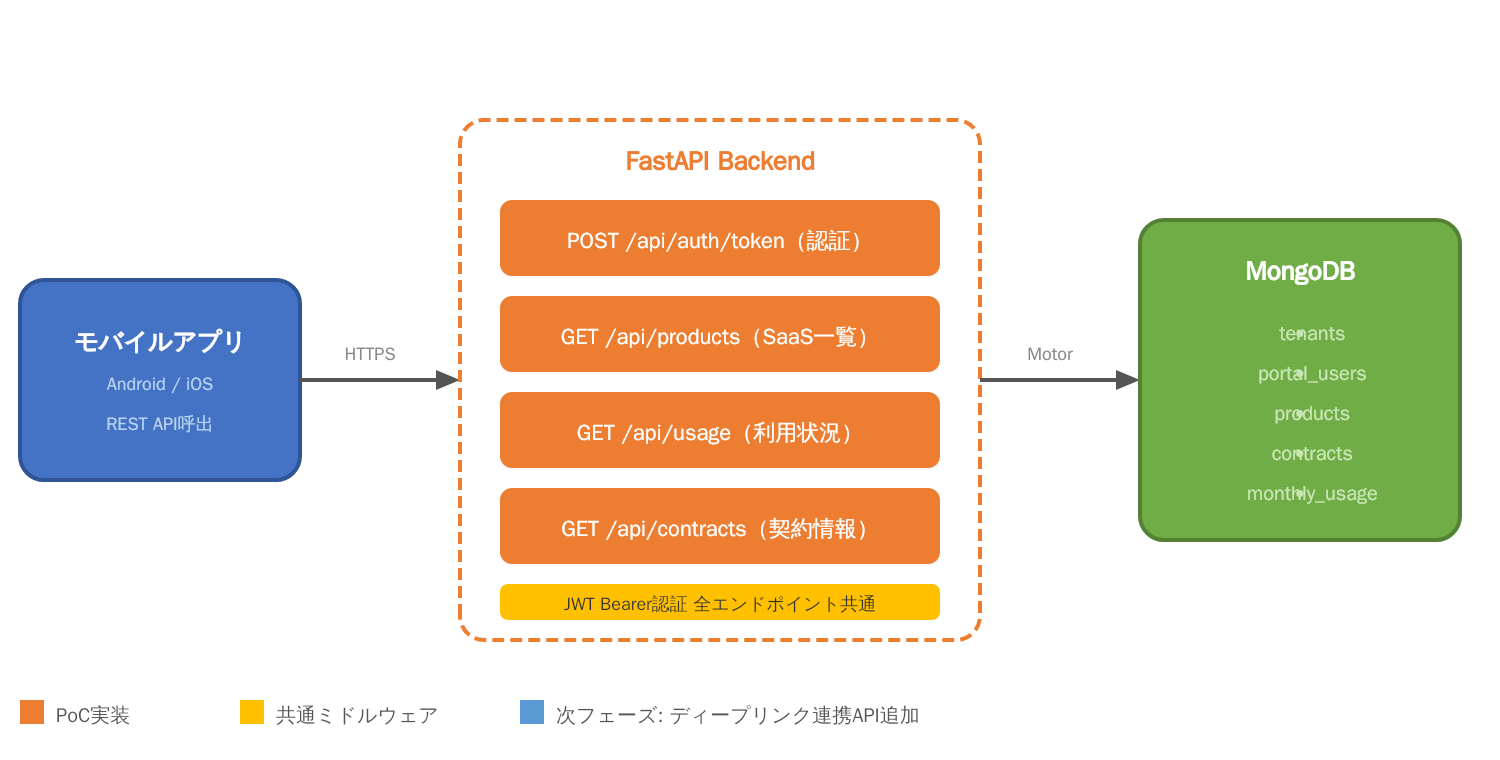 FastAPI Backend
POST /api/auth/token（認証）
GET /api/products（SaaS一覧）
GET /api/usage（利用状況）
GET /api/contracts（契約情報）
JWT Bearer認証 全エンドポイント共通
モバイルアプリ
Android / iOS
REST API呼出
HTTPS
Motor
MongoDB
• tenants
• portal_users
• products
• contracts
• monthly_usage
PoC実装
共通ミドルウェア
次フェーズ: ディープリンク連携API追加